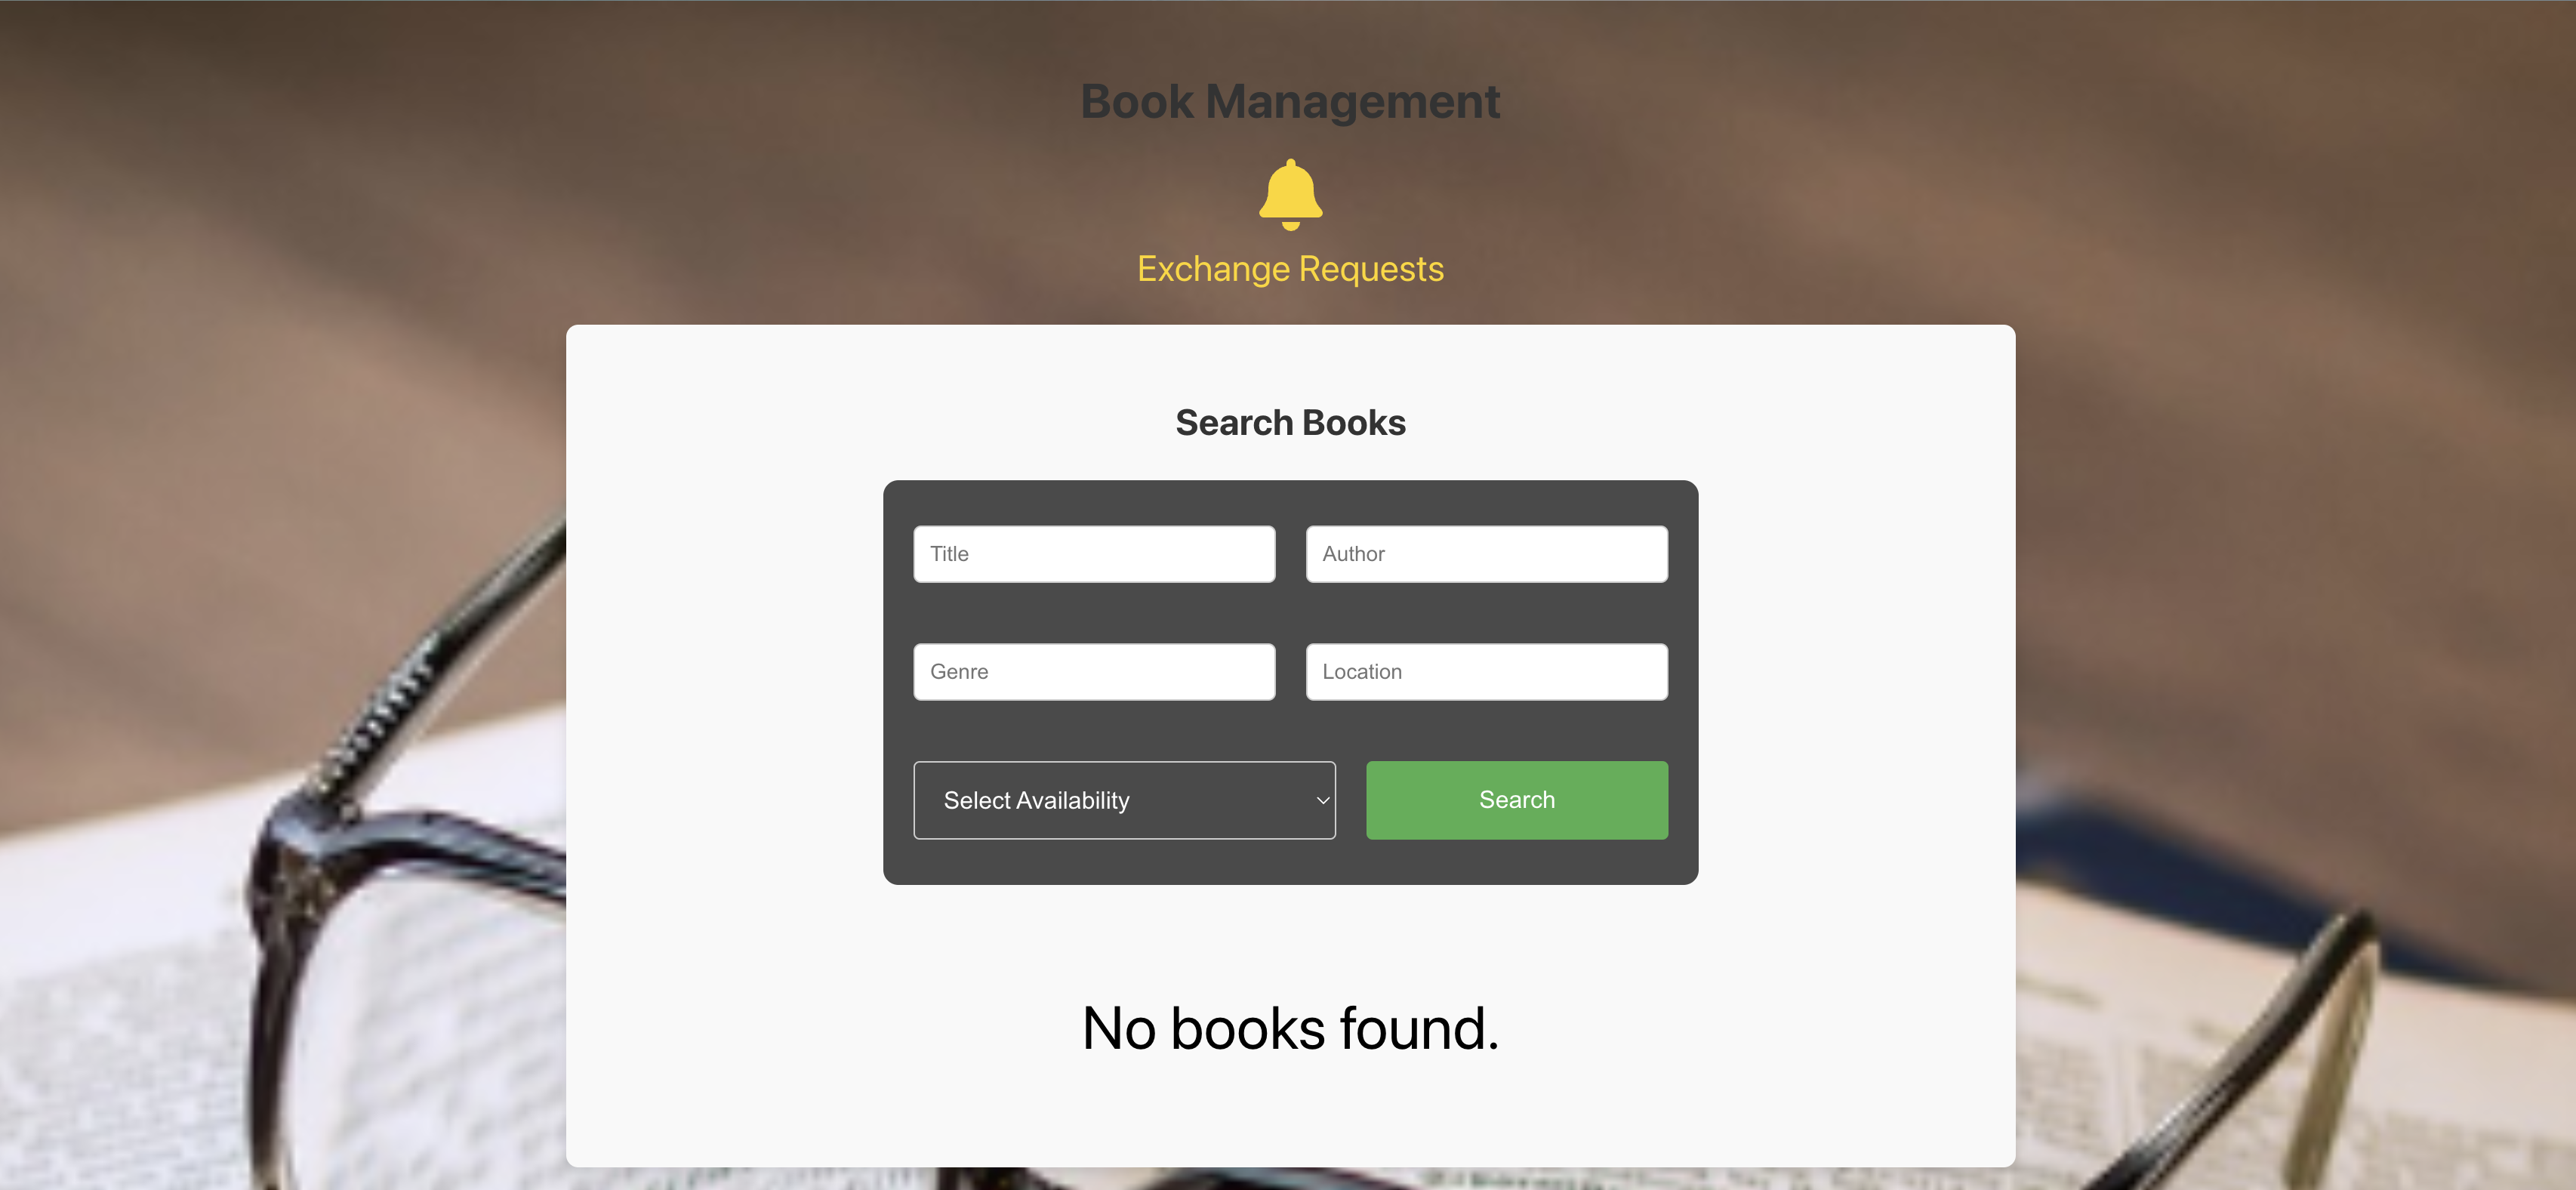 Book Management
Exchange Requests
Search Books
Title
Author
Genre
Location
Select Availability
Search
No books found.